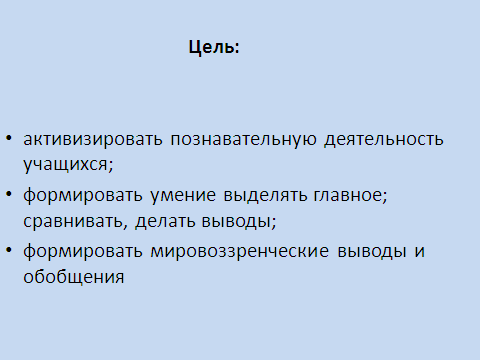 Цель:
• активизировать познавательную деятельность
учащихся;
• формировать умение выделять главное;
сравнивать, делать выводы;
• формировать мировоззренческие выводы и
обобщения